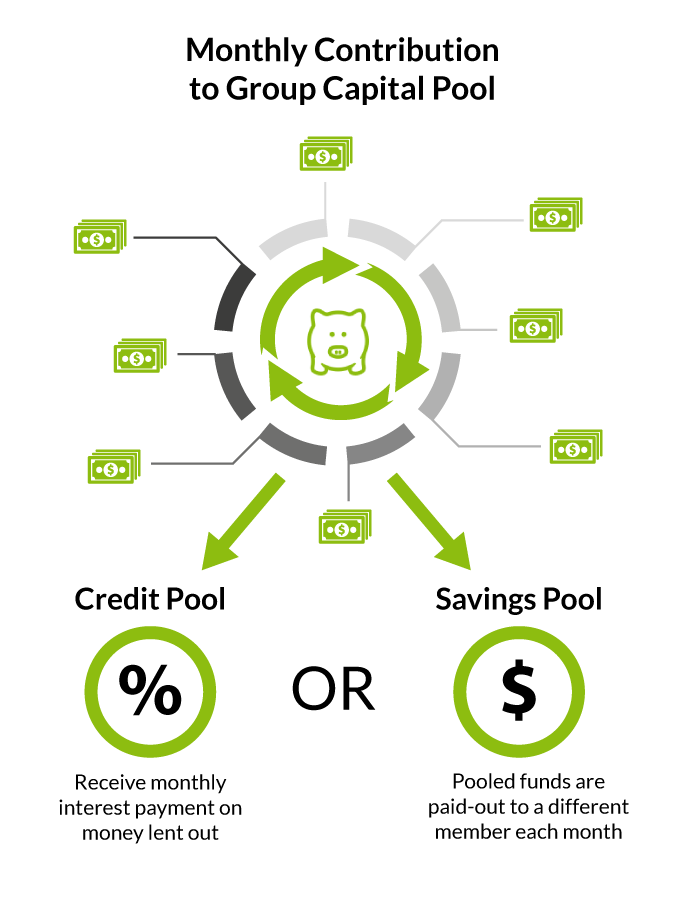 Monthly Contribution
to Group Capital Pool
$
$
$
$
$
$
$
$
Credit Pool
Savings Pool
%
OR
$
Receive monthly
interest payment on
money lent out
Pooled funds are
paid-out to a different
member each month